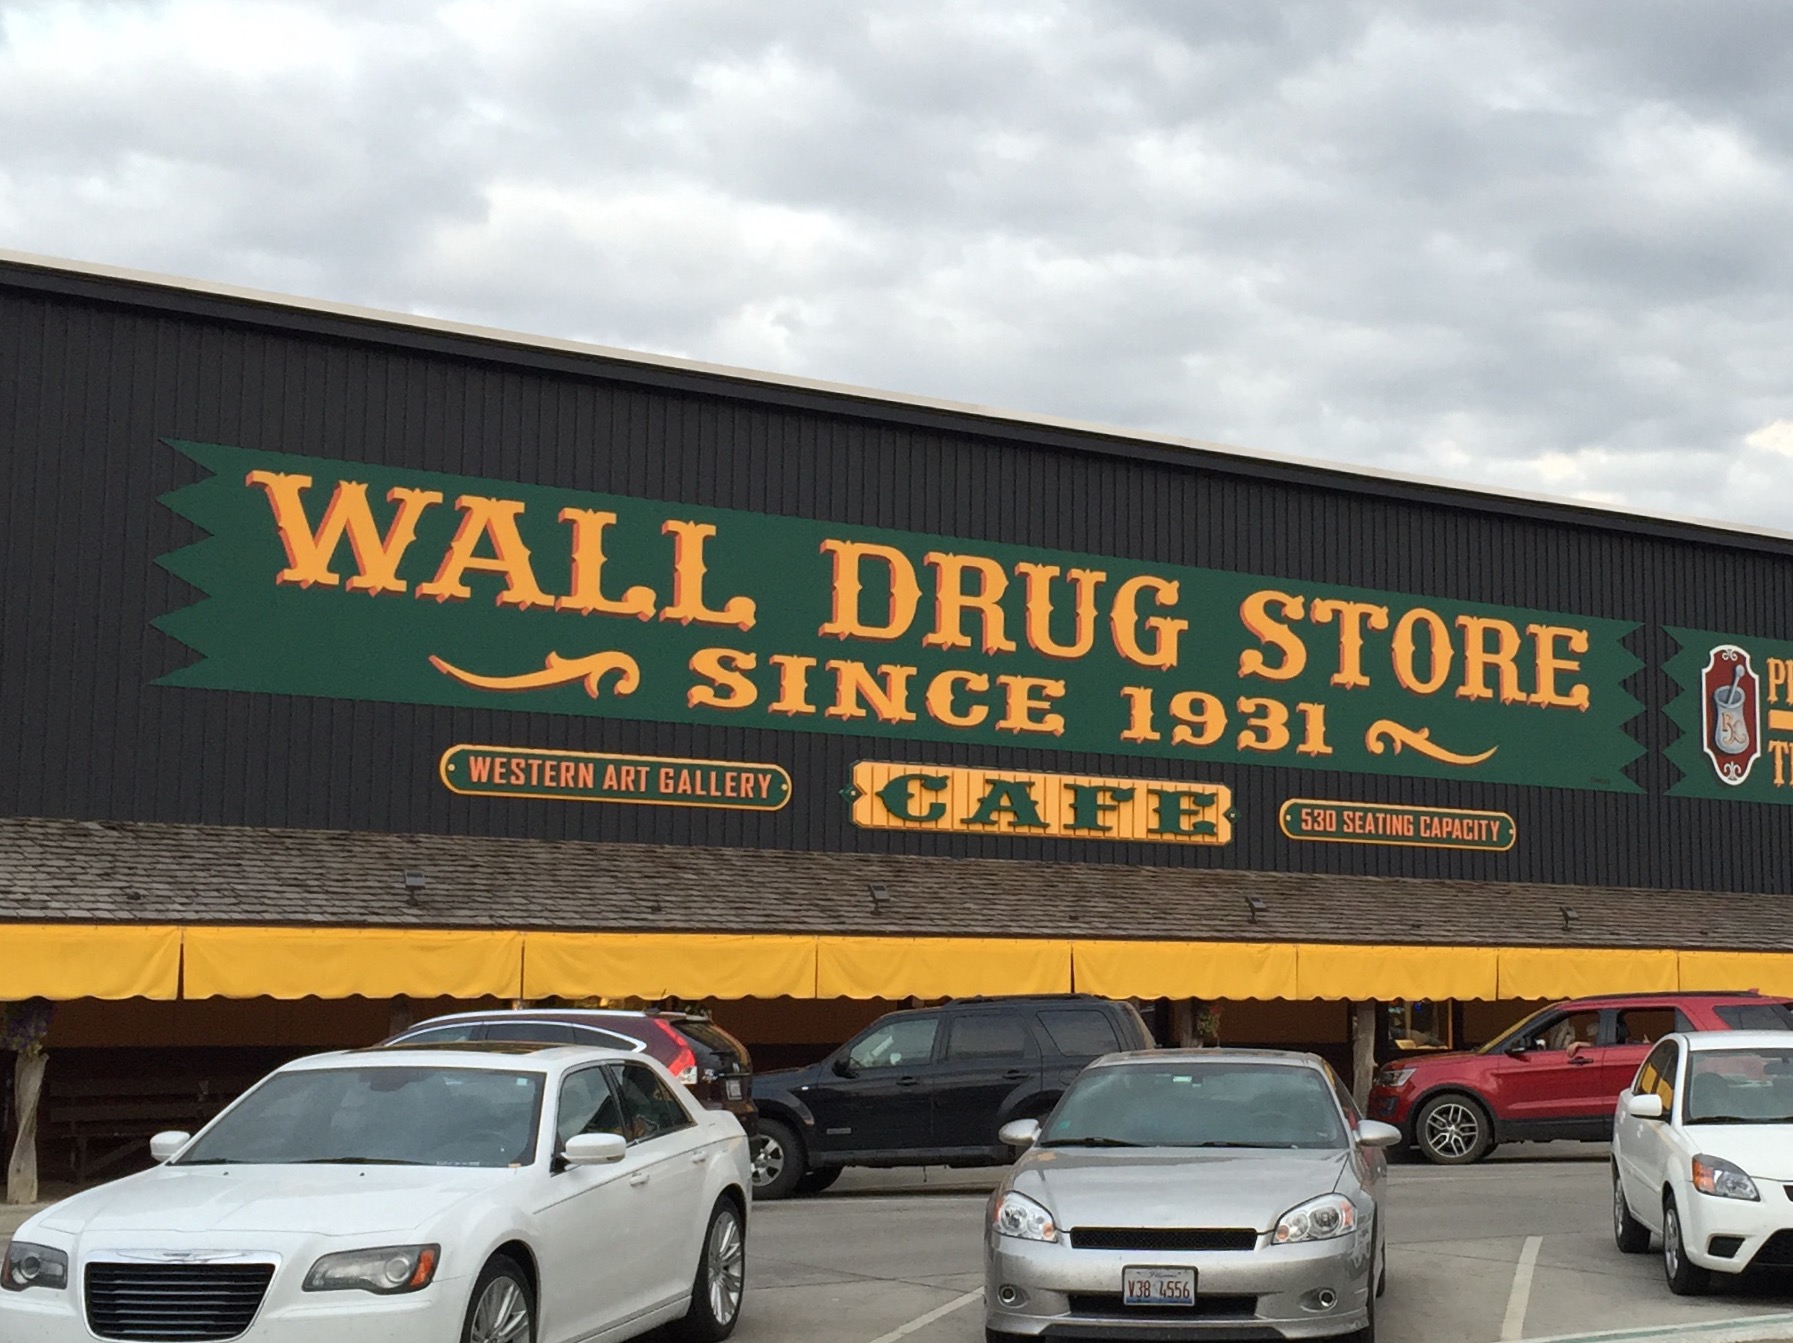 WALL DRUG STORE
SINCE 1931
WESTERN ART GALLERY
CAFE
530 SEATING CAPACITY
V38 4556